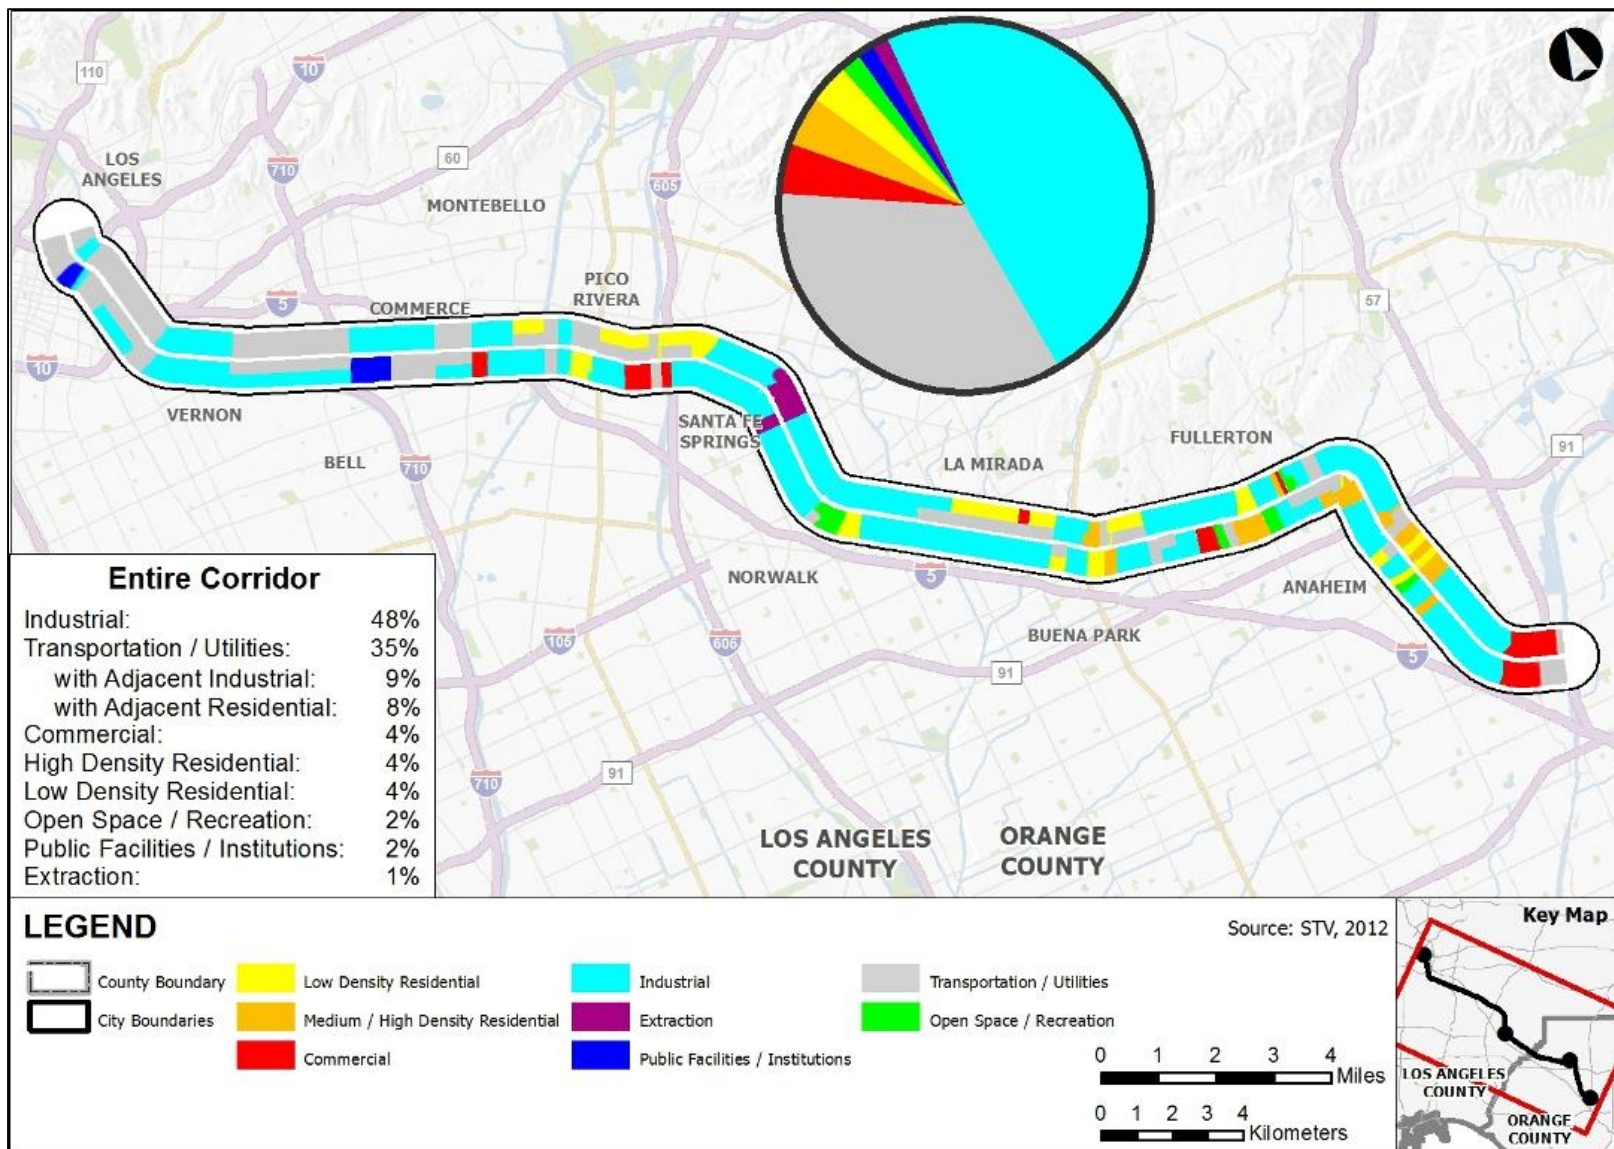 110
10
LOS
ANGELES
710
60
MONTEBELLO
605
PICO
RIVERA
5
COMMERCE
57
10
VERNON
BELL
710
SANTA FE
SPRINGS
LA MIRADA
FULLERTON
91
NORWALK
5
ANAHEIM
BUENA PARK
105
605
5
91
91
710
LOS ANGELES
COUNTY
ORANGE
COUNTY
Entire Corridor
Industrial: 48%
Transportation / Utilities: 35%
with Adjacent Industrial: 9%
with Adjacent Residential: 8%
Commercial: 4%
High Density Residential: 4%
Low Density Residential: 4%
Open Space / Recreation: 2%
Public Facilities / Institutions: 2%
Extraction: 1%
LEGEND
Source: STV, 2012
County Boundary
City Boundaries
Low Density Residential
Medium / High Density Residential
Commercial
Industrial
Extraction
Public Facilities / Institutions
Transportation / Utilities
Open Space / Recreation
0 1 2 3 4
Miles
0 1 2 3 4
Kilometers
Key Map
LOS ANGELES
COUNTY
ORANGE
COUNTY